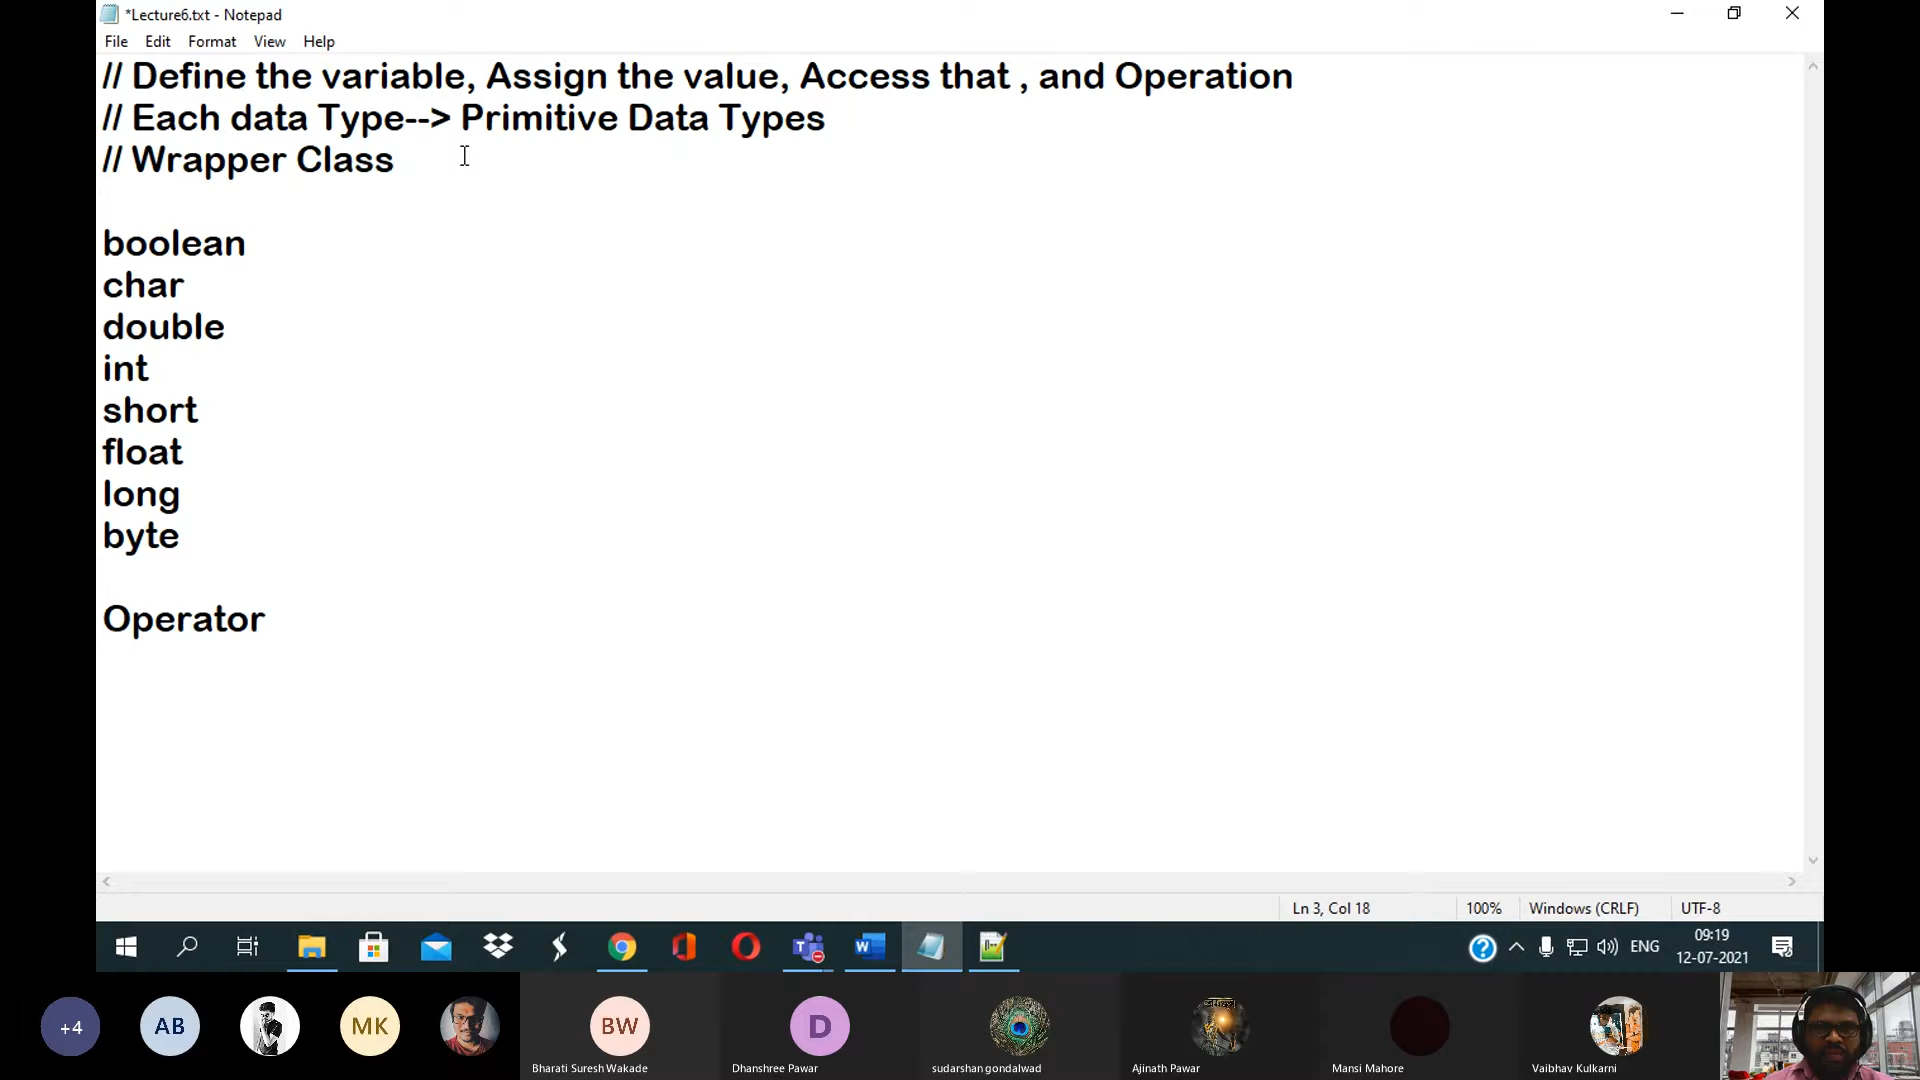 *Lecture6.txt - Notepad
File Edit Format View Help
// Define the variable, Assign the value, Access that , and Operation
// Each data Type--> Primitive Data Types
// Wrapper Class
boolean
char
double
int
short
float
long
byte
Operator
Ln 3, Col 18 100% Windows (CRLF) UTF-8
ENG
09:19
12-07-2021
+4 AB MK BW D
Bharati Suresh Wakade Dhanshree Pawar sudarshan gondalwad Ajinath Pawar Mansi Mahore Vaibhav Kulkarni